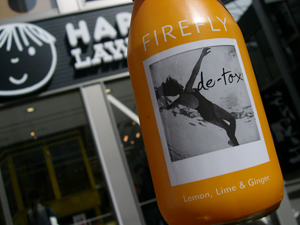 FIREFLY
de-tox
Lemon, Lime & Ginger